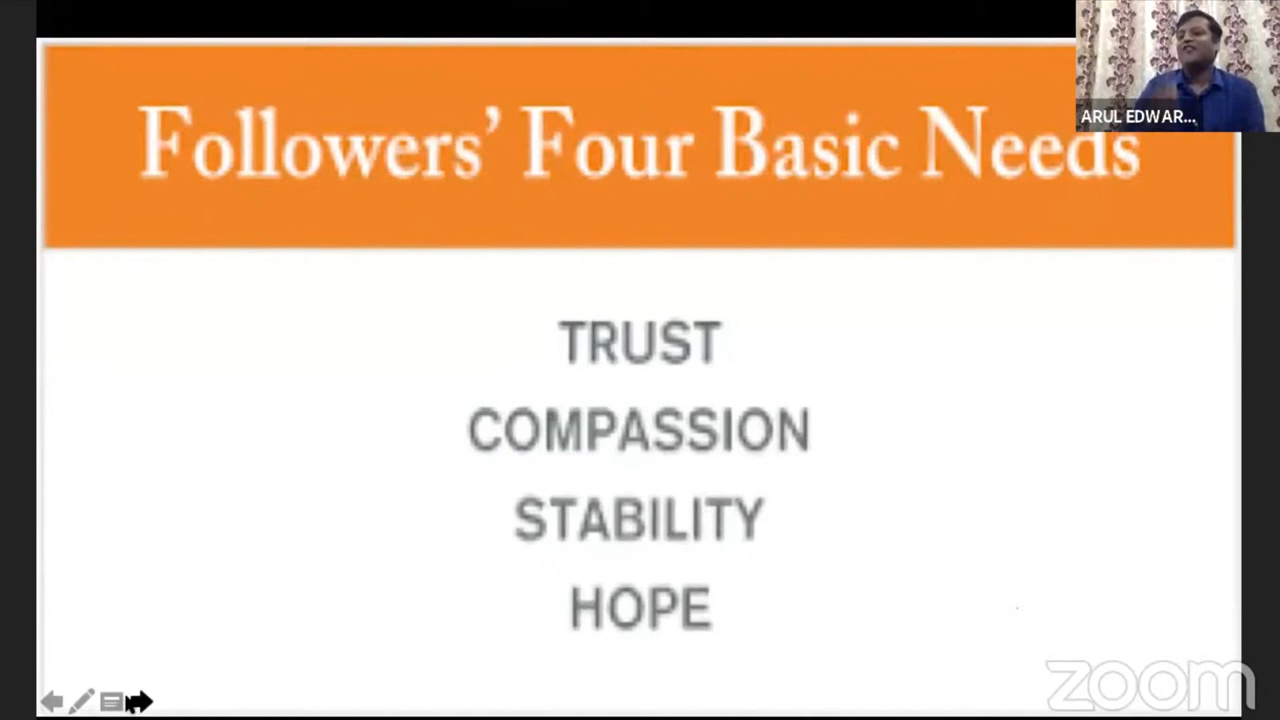 Followers’ Four Basic Needs
ARUL EDWAR...
TRUST
COMPASSION
STABILITY
HOPE
zoom